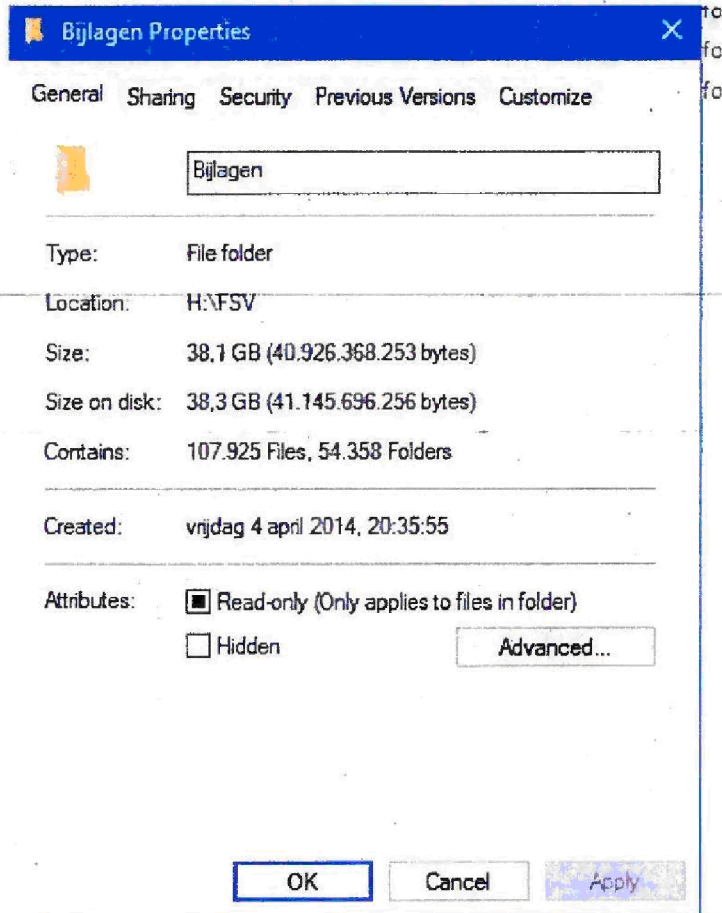 Bijlagen Properties
General Sharing Security Previous Versions Customize
Bijlagen
Type: File folder
Location: H:\FSV
Size: 38,1 GB (40.926.368.253 bytes)
Size on disk: 38,3 GB (41.145.696.256 bytes)
Contains: 107.925 Files, 54.358 Folders
Created: vrijdag 4 april 2014, 20:35:55
Attributes: Read-only (Only applies to files in folder)
Hidden Advanced...
OK Cancel Apply